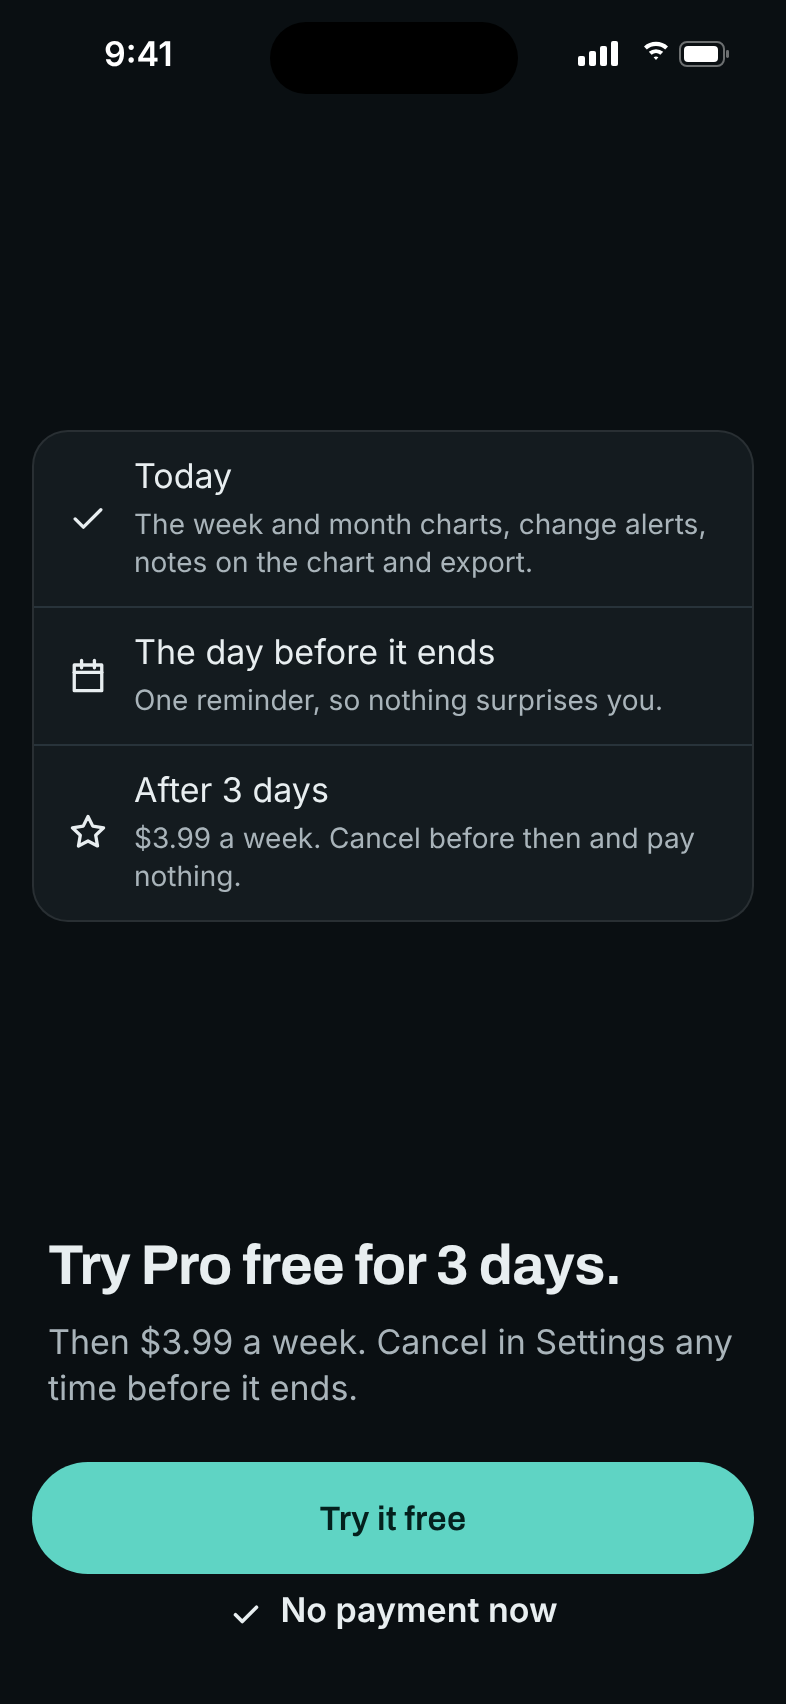 9:41
Today
The week and month charts, change alerts,
notes on the chart and export.
The day before it ends
One reminder, so nothing surprises you.
After 3 days
$3.99 a week. Cancel before then and pay
nothing.
Try Pro free for 3 days.
Then $3.99 a week. Cancel in Settings any
time before it ends.
Try it free
No payment now